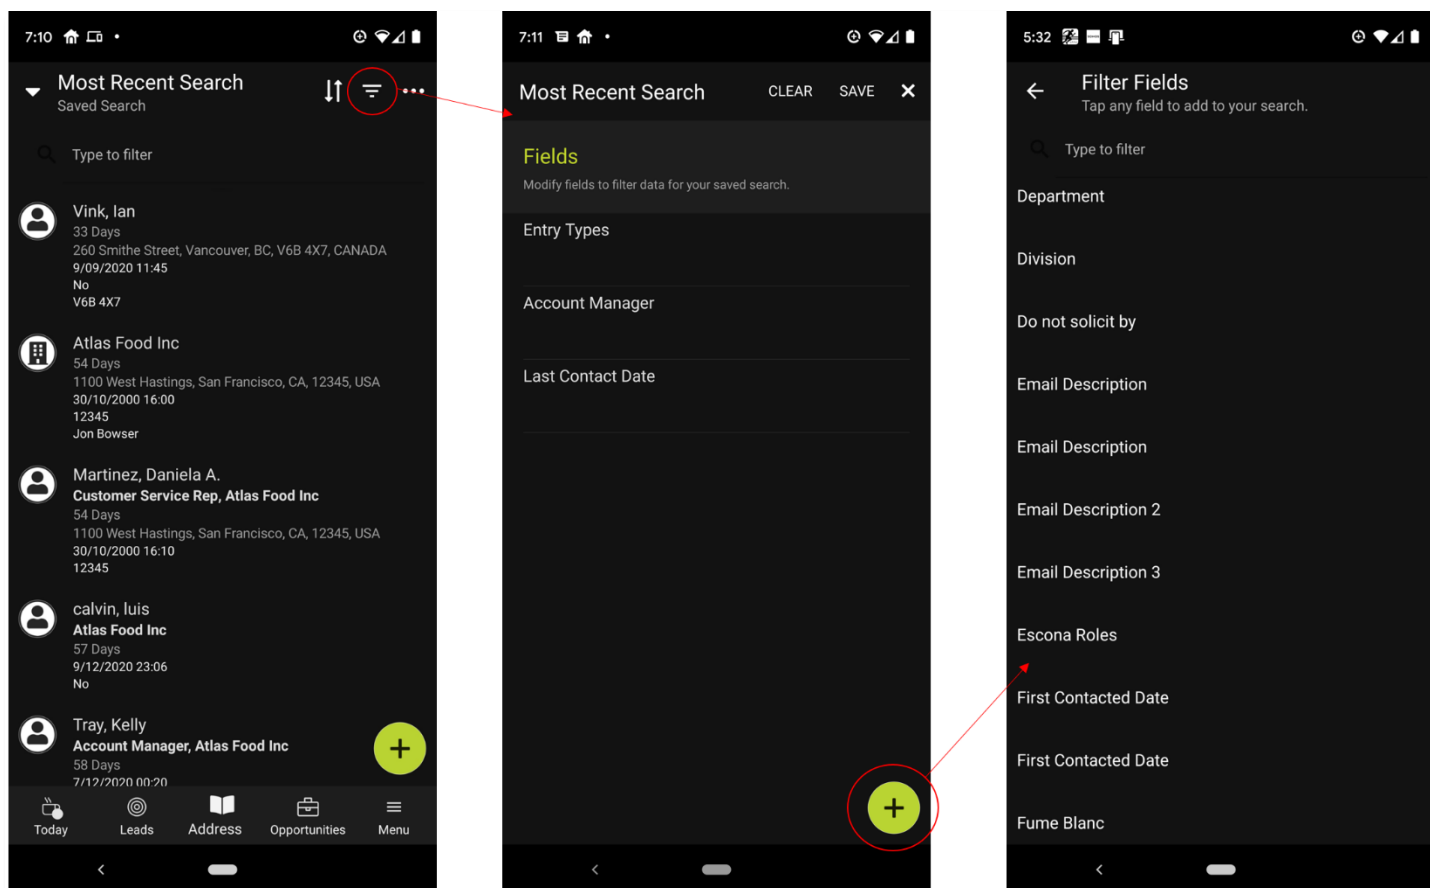 7:10
Most Recent Search
Saved Search
Type to filter
Vink, Ian
33 Days
260 Smithe Street, Vancouver, BC, V6B 4X7, CANADA
9/09/2020 11:45
No
V6B 4X7
Atlas Food Inc
54 Days
1100 West Hastings, San Francisco, CA, 12345, USA
30/10/2000 16:00
12345
Jon Bowser
Martinez, Daniela A.
Customer Service Rep, Atlas Food Inc
54 Days
1100 West Hastings, San Francisco, CA, 12345, USA
30/10/2000 16:10
12345
calvin, luis
Atlas Food Inc
57 Days
9/12/2020 23:06
No
Tray, Kelly
Account Manager, Atlas Food Inc
58 Days
7/12/2020 00:20
Today Leads Address Opportunities Menu
7:11
Most Recent Search CLEAR SAVE
Fields
Modify fields to filter data for your saved search.
Entry Types
Account Manager
Last Contact Date
5:32
Filter Fields
Tap any field to add to your search.
Type to filter
Department
Division
Do not solicit by
Email Description
Email Description
Email Description 2
Email Description 3
Escona Roles
First Contacted Date
First Contacted Date
Fume Blanc